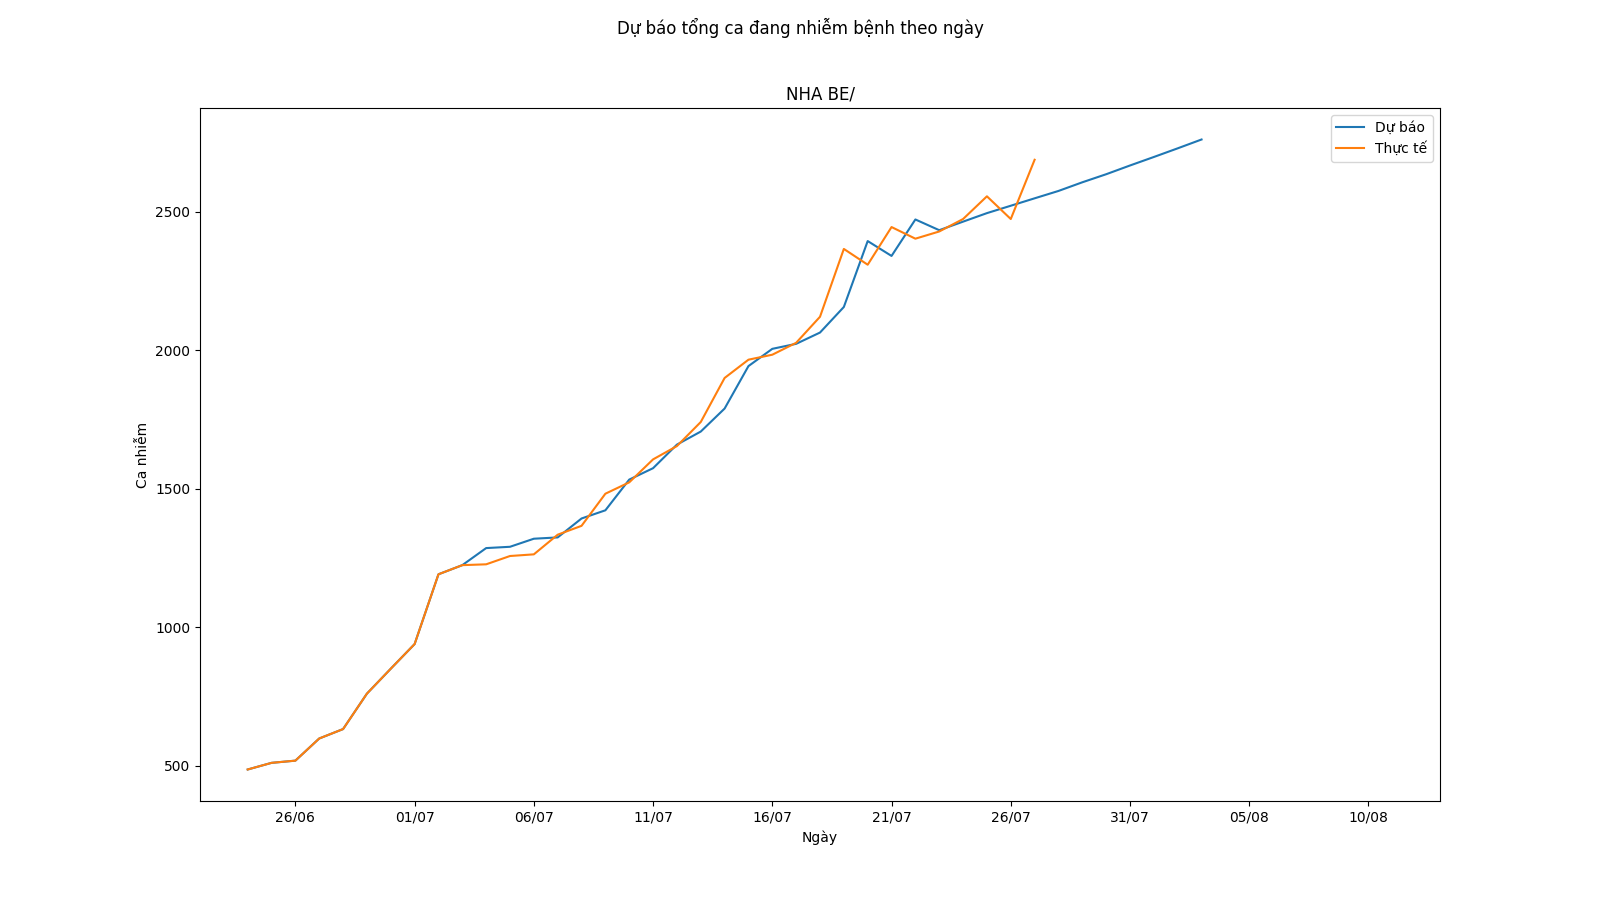 Dự báo tổng ca đang nhiễm bệnh theo ngày
NHA BE/
Dự báo
Thực tế
2500
2000
1500
1000
500
Ca nhiễm
26/06 01/07 06/07 11/07 16/07 21/07 26/07 31/07 05/08 10/08
Ngày